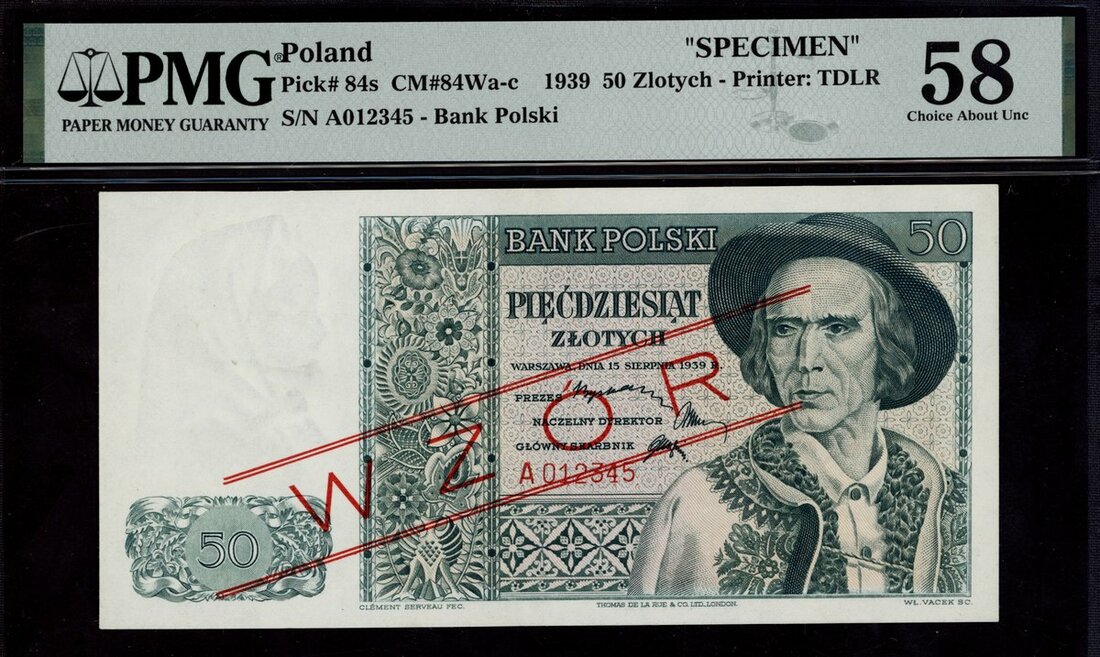 PMG® Poland "SPECIMEN" 58
Pick# 84s CM#84Wa-c 1939 50 Zlotych - Printer: TDLR
PAPER MONEY GUARANTY S/N A012345 - Bank Polski Choice About Unc
BANK POLSKI 50
PIĘĆDZIESIĄT
ZŁOTYCH
WARSZAWA, DNIA 15 SIERPNIA 1939 R
PREZES
NACZELNY DYREKTOR
GŁÓWNY SKARBNIK
A 012345
WZÓR
50
CLÉMENT SERVEAU FEC. THOMAS DE LA RUE & CO. LTD., LONDON. WŁ. VACEK SC.